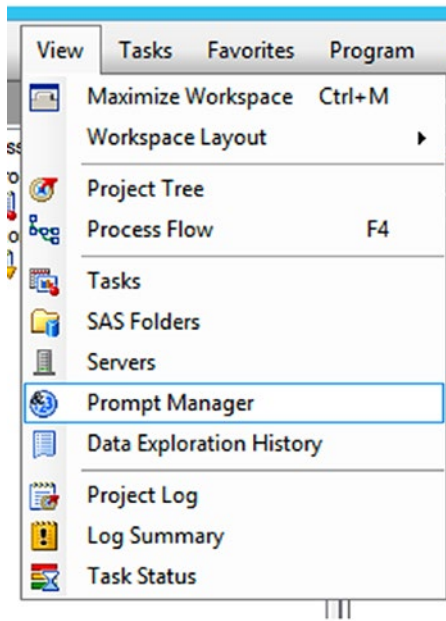 View Tasks Favorites Program
Maximize Workspace Ctrl+M
Workspace Layout
Project Tree
Process Flow F4
Tasks
SAS Folders
Servers
Prompt Manager
Data Exploration History
Project Log
Log Summary
Task Status